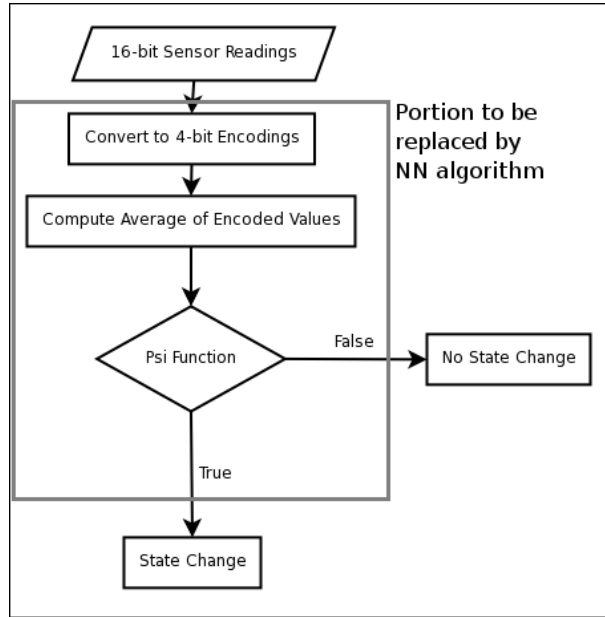 16-bit Sensor Readings
Convert to 4-bit Encodings
Portion to be
replaced by
NN algorithm
Compute Average of Encoded Values
Psi Function
False
No State Change
True
State Change